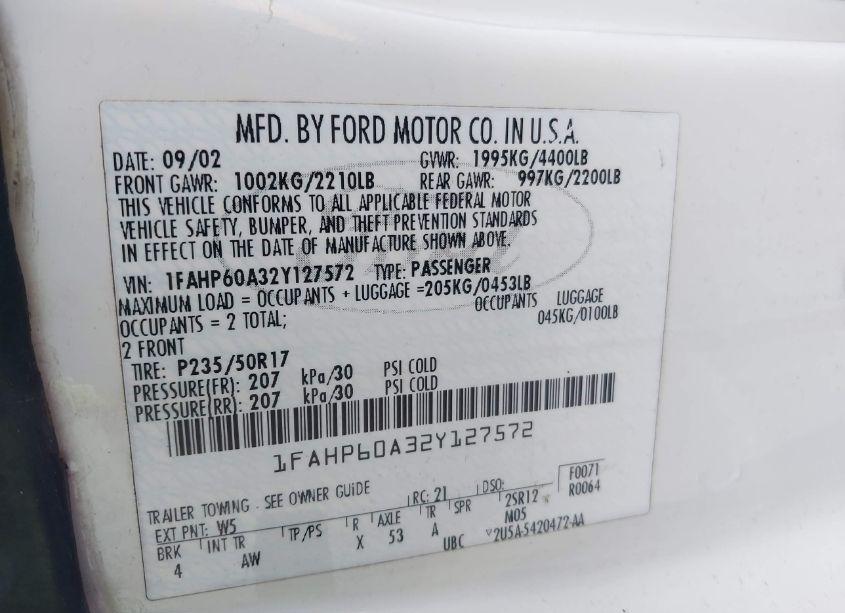 MFD. BY FORD MOTOR CO. IN U.S.A.
DATE: 09/02 GVWR: 1995KG/4400LB
FRONT GAWR: 1002KG/2210LB REAR GAWR: 997KG/2200LB
THIS VEHICLE CONFORMS TO ALL APPLICABLE FEDERAL MOTOR
VEHICLE SAFETY, BUMPER, AND THEFT PREVENTION STANDARDS
IN EFFECT ON THE DATE OF MANUFACTURE SHOWN ABOVE.
VIN: 1FAHP60A32Y127572 TYPE: PASSENGER
MAXIMUM LOAD = OCCUPANTS + LUGGAGE =205KG/0453LB
OCCUPANTS = 2 TOTAL; OCCUPANTS LUGGAGE
2 FRONT 045KG/0100LB
TIRE: P235/50R17
PRESSURE(FR): 207 kPa/30 PSI COLD
PRESSURE(RR): 207 kPa/30 PSI COLD
1FAHP60A32Y127572
TRAILER TOWING - SEE OWNER GUIDE
EXT PNT: W5 RC: 21 DSO: F0071
BRK INT TR TP/PS R AXLE TR SPR 2SR12 R0064
4 AW X 53 A M05
UBC 2U5A-5420472-AA